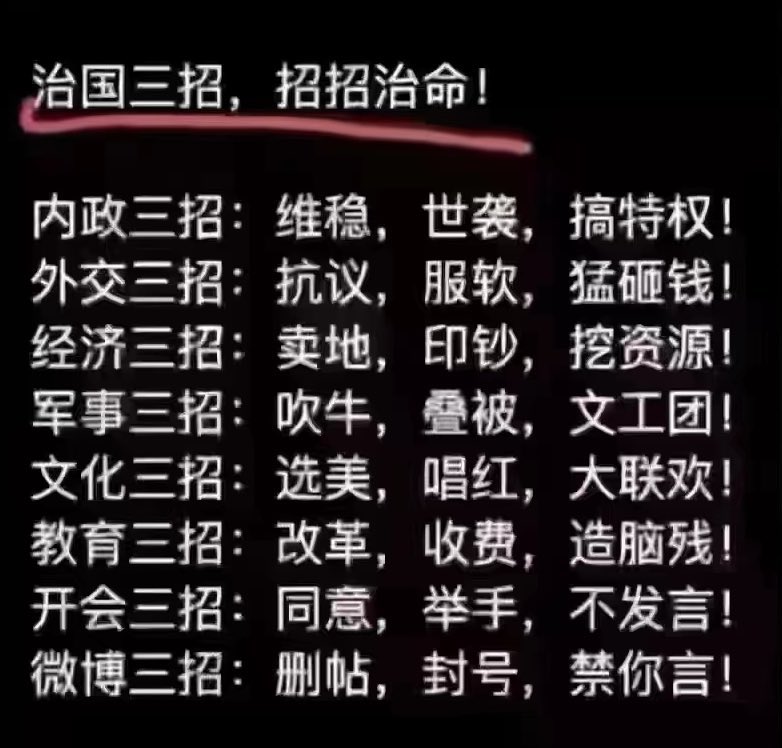 治国三招，招招治命！
内政三招：维稳，世袭，搞特权！
外交三招：抗议，服软，猛砸钱！
经济三招：卖地，印钞，挖资源！
军事三招：吹牛，叠被，文工团！
文化三招：选美，唱红，大联欢！
教育三招：改革，收费，造脑残！
开会三招：同意，举手，不发言！
微博三招：删帖，封号，禁你言！